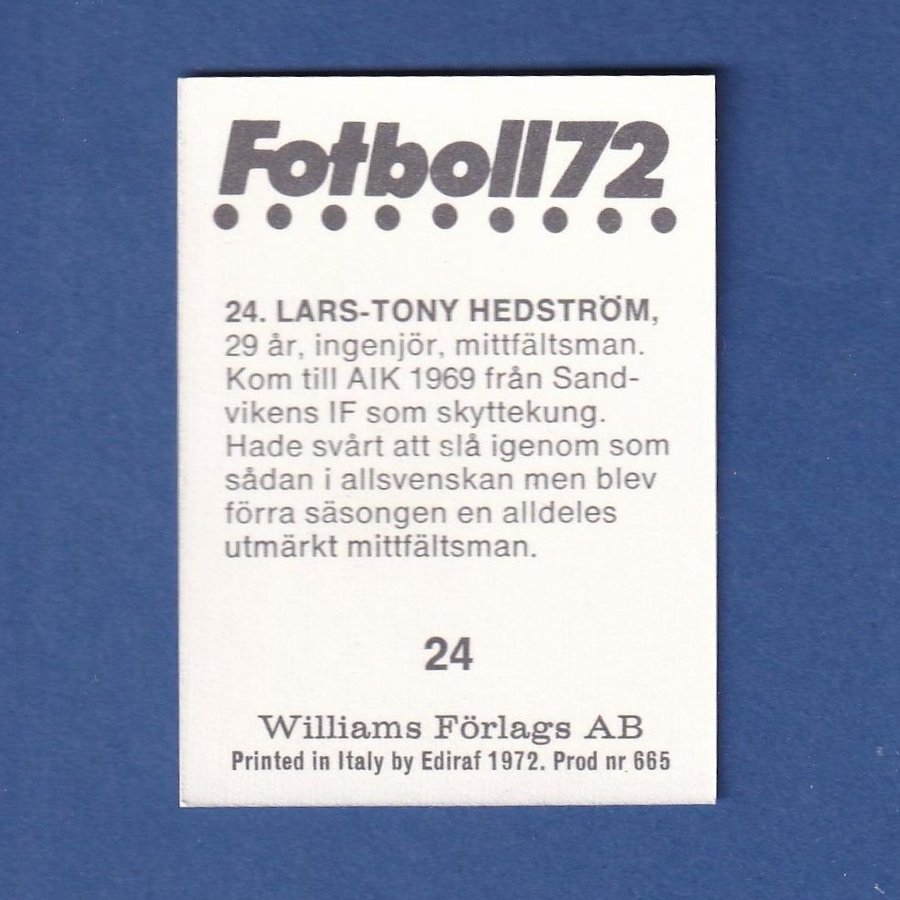 Fotboll72
24. LARS-TONY HEDSTRÖM,
29 år, ingenjör, mittfältsman.
Kom till AIK 1969 från Sand-
vikens IF som skyttekung.
Hade svårt att slå igenom som
sådan i allsvenskan men blev
förra säsongen en alldeles
utmärkt mittfältsman.
24
Williams Förlags AB
Printed in Italy by Ediraf 1972. Prod nr 665